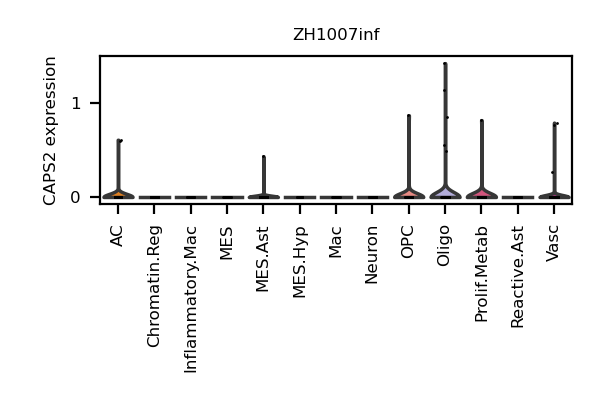 ZH1007inf
CAPS2 expression
1
0
AC
Chromatin.Reg
Inflammatory.Mac
MES
MES.Ast
MES.Hyp
Mac
Neuron
OPC
Oligo
Prolif.Metab
Reactive.Ast
Vasc